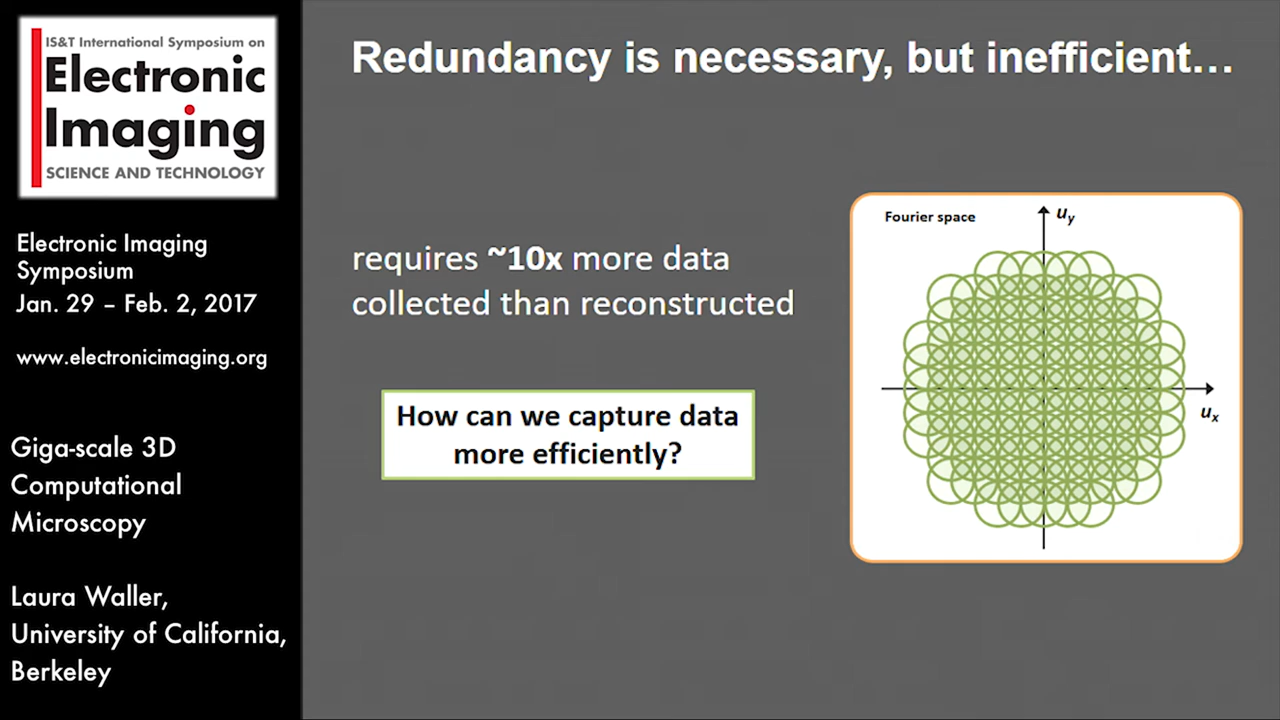 IS&T International Symposium on
Electronic
Imaging
SCIENCE AND TECHNOLOGY
Electronic Imaging
Symposium
Jan. 29 – Feb. 2, 2017
www.electronicimaging.org
Giga-scale 3D
Computational
Microscopy
Laura Waller,
University of California,
Berkeley
Redundancy is necessary, but inefficient...
requires ~10x more data
collected than reconstructed
How can we capture data
more efficiently?
Fourier space
uy
ux